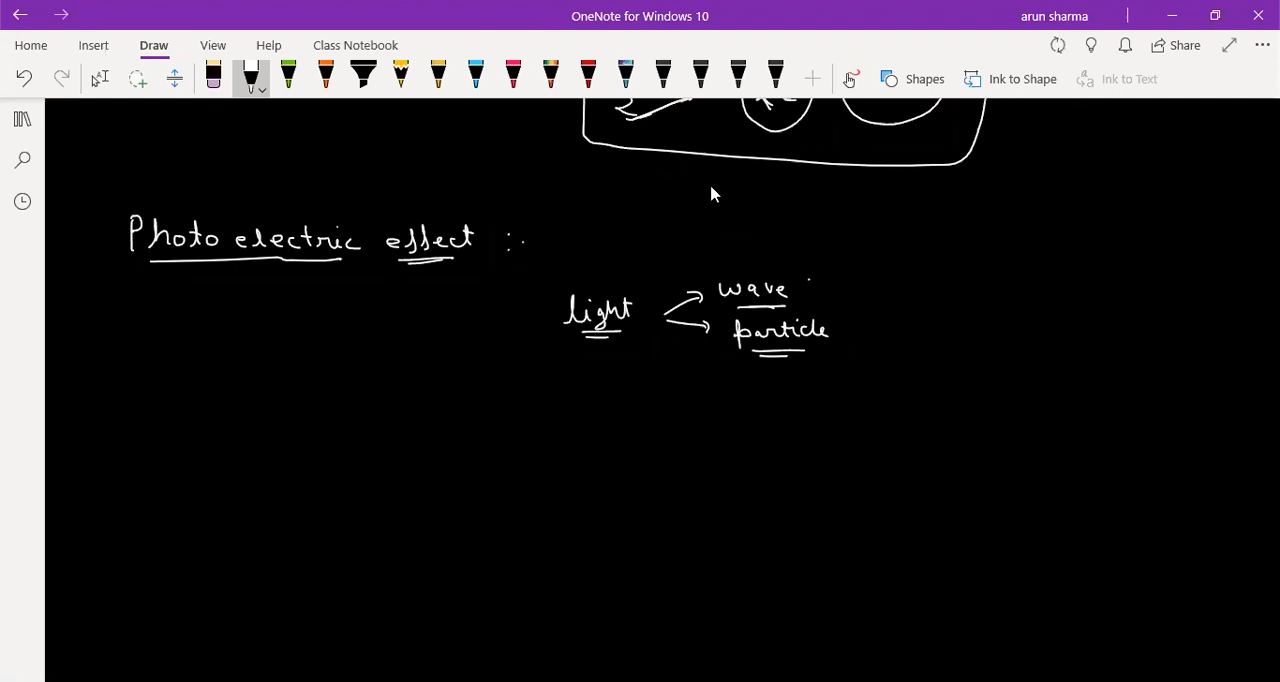 OneNote for Windows 10
arun sharma
Home Insert Draw View Help Class Notebook
Share
Shapes
Ink to Shape
Ink to Text
Photo electric effect :
light
wave
particle